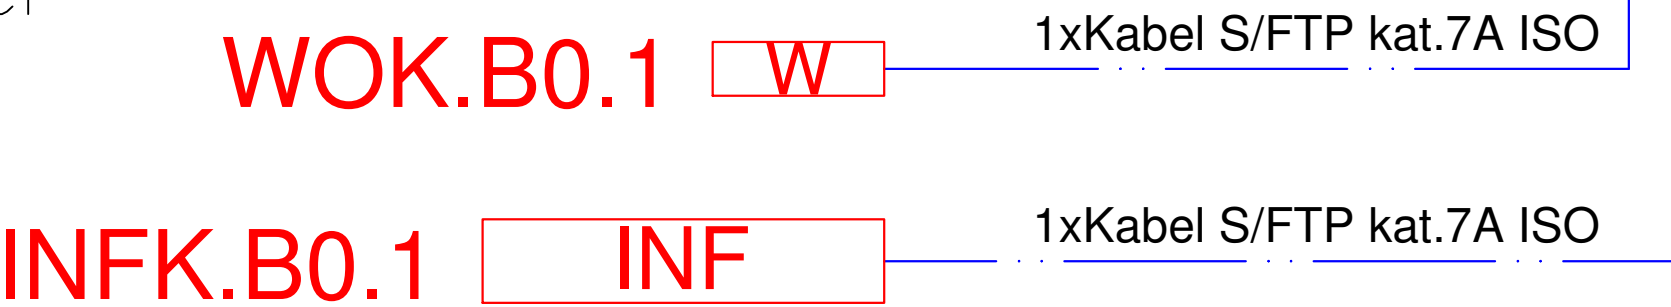 WOK.B0.1 W 1xKabel S/FTP kat.7A ISO
INFK.B0.1 INF 1xKabel S/FTP kat.7A ISO